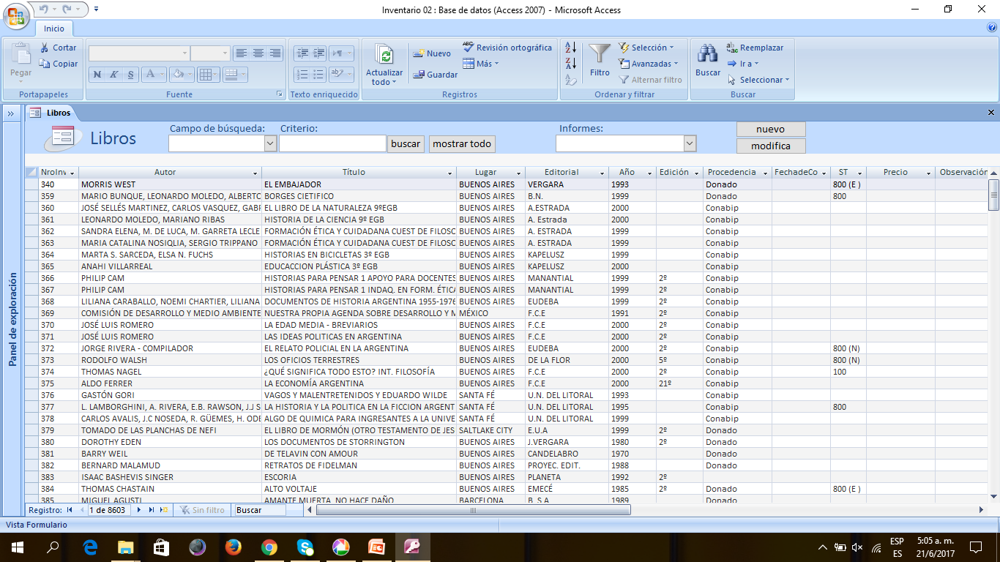 Inventario 02 : Base de datos (Access 2007) - Microsoft Access
Inicio
Pegar
Cortar
Copiar
Portapapeles
N K S A
Fuente
Texto enriquecido
Actualizar todo
Nuevo
Guardar
Revisión ortográfica
Más
Registros
Filtro
Selección
Avanzadas
Alternar filtro
Ordenar y filtrar
Buscar
Reemplazar
Ir a
Seleccionar
Buscar
Libros
Panel de exploración
Libros
Campo de búsqueda: Criterio: Informes:
buscar mostrar todo
nuevo
modifica
NroInv Autor Título Lugar Editorial Año Edición Procedencia FechadeCo ST Precio Observación
340 MORRIS WEST EL EMBAJADOR BUENOS AIRES VERGARA 1993 Donado 800 (E )
359 MARIO BUNQUE, LEONARDO MOLEDO, ALBERTO BORGES CIETIFICO BUENOS AIRES B.N. 1999 Donado 800
360 JOSÉ SELLÉS MARTINEZ, CARLOS VASQUEZ, GABR EL LIBRO DE LA NATURALEZA 9ºEGB BUENOS AIRES A.ESTRADA 2000 Conabip
361 LEONARDO MOLEDO, MARIANO RIBAS HISTORIA DE LA CIENCIA 9º EGB BUENOS AIRES A. Estrada 2000 Conabip
362 SANDRA ELENA, M. DE LUCA, M. GARRETA LECLE FORMACIÓN ÉTICA Y CUIDADANA CUEST DE FILOSO BUENOS AIRES A. ESTRADA 1999 Conabip
363 MARIA CATALINA NOSIQLIA, SERGIO TRIPPANO FORMACIÓN ÉTICA Y CUIDADANA CUEST DE FILOSO BUENOS AIRES A. ESTRADA 1999 Conabip
364 MARTA S. SARCEDA, ELSA N. FUCHS HISTORIAS EN BICICLETAS 3º EGB BUENOS AIRES KAPELUSZ 1999 Conabip
365 ANAHI VILLARREAL EDUCACCION PLÁSTICA 3º EGB BUENOS AIRES KAPELUSZ 2000 Conabip
366 PHILIP CAM HISTORIAS PARA PENSAR 1 APOYO PARA DOCENTES BUENOS AIRES MANANTIAL 1999 2º Conabip
367 PHILIP CAM HISTORIAS PARA PENSAR 1 INDAQ. EN FORM. ÉTICA BUENOS AIRES MANANTIAL 1999 2º Conabip
368 LILIANA CARABALLO, NOEMI CHARTIER, LILIANA DOCUMENTOS DE HISTORIA ARGENTINA 1955-1976 BUENOS AIRES EUDEBA 1999 2º Conabip
369 COMISIÓN DE DESARROLLO Y MEDIO AMBIENTE NUESTRA PROPIA AGENDA SOBRE DESARROLLO Y M MÉXICO F.C.E 1991 2º Conabip
370 JOSÉ LUIS ROMERO LA EDAD MEDIA - BREVIARIOS BUENOS AIRES F.C.E 2000 2º Conabip
371 JOSÉ LUIS ROMERO LAS IDEAS POLITICAS EN ARGENTINA BUENOS AIRES F.C.E 2000 2º Conabip
372 JORGE RIVERA - COMPILADOR EL RELATO POLICIAL EN LA ARGENTINA BUENOS AIRES EUDEBA 2000 2º Conabip 800 (N)
373 RODOLFO WALSH LOS OFICIOS TERRESTRES BUENOS AIRES DE LA FLOR 2000 5º Conabip 800 (N)
374 THOMAS NAGEL ¿QUÉ SIGNIFICA TODO ESTO? INT. FILOSOFÍA BUENOS AIRES F.C.E 2000 2º Conabip 100
375 ALDO FERRER LA ECONOMÍA ARGENTINA BUENOS AIRES F.C.E 2000 21º Conabip
376 GASTÓN GORI VAGOS Y MALENTRETENIDOS Y EDUARDO WILDE SANTA FÉ U.N. DEL LITORAL 1993 Conabip
377 L. LAMBORGHINI, A. RIVERA, E.B. RAWSON, J.J S LA HISTORIA Y LA POLITICA EN LA FICCION ARGENT SANTA FÉ U.N. DEL LITORAL 1995 Conabip 800
378 CARLOS AVALIS, J.C NOSEDA, R. GÜEMES, H. ODE ALGO DE QUIMICA PARA INGRESANTES A LA UNIVE SANTA FÉ U.N. DEL LITORAL 1999 Conabip
379 TOMADO DE LAS PLANCHAS DE NEFI EL LIBRO DE MORMÓN (OTRO TESTAMENTO DE JES SALTLAKE CITY E.U.A 1999 2º Donado
380 DOROTHY EDEN LOS DOCUMENTOS DE STORRINGTON BUENOS AIRES J.VERGARA 1980 2º Donado
381 BARRY WEIL DE TELAVIN CON AMOUR BUENOS AIRES CANDELABRO 1970 Donado
382 BERNARD MALAMUD RETRATOS DE FIDELMAN BUENOS AIRES PROYEC. EDIT. 1988 Donado
383 ISAAC BASHEVIS SINGER ESCORIA BUENOS AIRES PLANETA 1992 2º
384 THOMAS CHASTAIN ALTO VOLTAJE BUENOS AIRES EMECÉ 1985 2º Donado 800 (E )
385 MIGUEL AGUSTI AMANTE MUERTA, NO HACE DAÑO BARCELONA B. S.A 1989 Donado
Registro: 1 de 8603 Sin filtro Buscar
Vista Formulario
ESP 5:05 a. m.
ES 21/6/2017